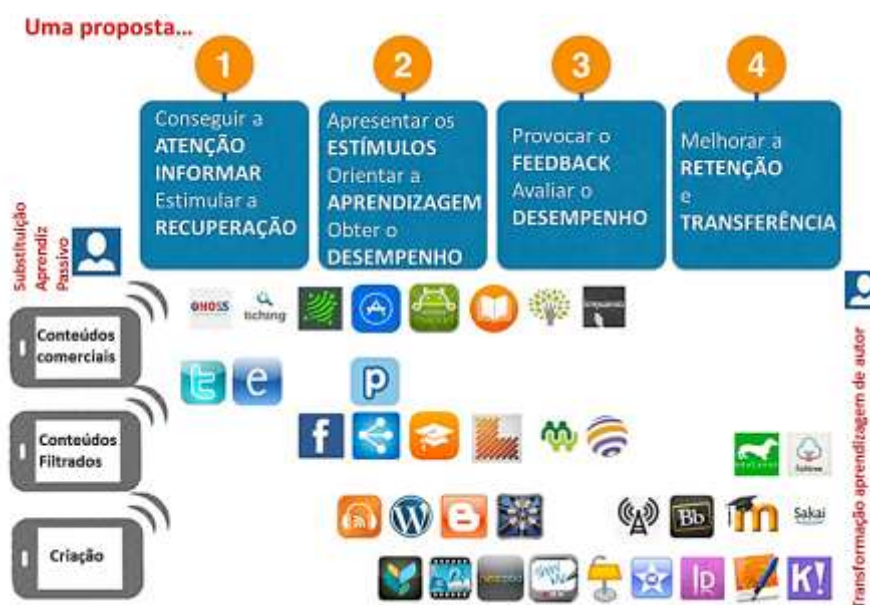 Uma proposta...
1
2
3
4
Conseguir a
ATENÇÃO
INFORMAR
Estimular a
RECUPERAÇÃO
Apresentar os
ESTÍMULOS
Orientar a
APRENDIZAGEM
Obter o
DESEMPENHO
Provocar o
FEEDBACK
Avaliar o
DESEMPENHO
Melhorar a
RETENÇÃO
e
TRANSFERÊNCIA
Substituição
Aprendiz
Passivo
Conteúdos
comerciais
tiching
t
e
p
Conteúdos
Filtrados
f
Criação
W
B
Bb
m
Sakai
ID
K!
Transformação aprendizagem de autor